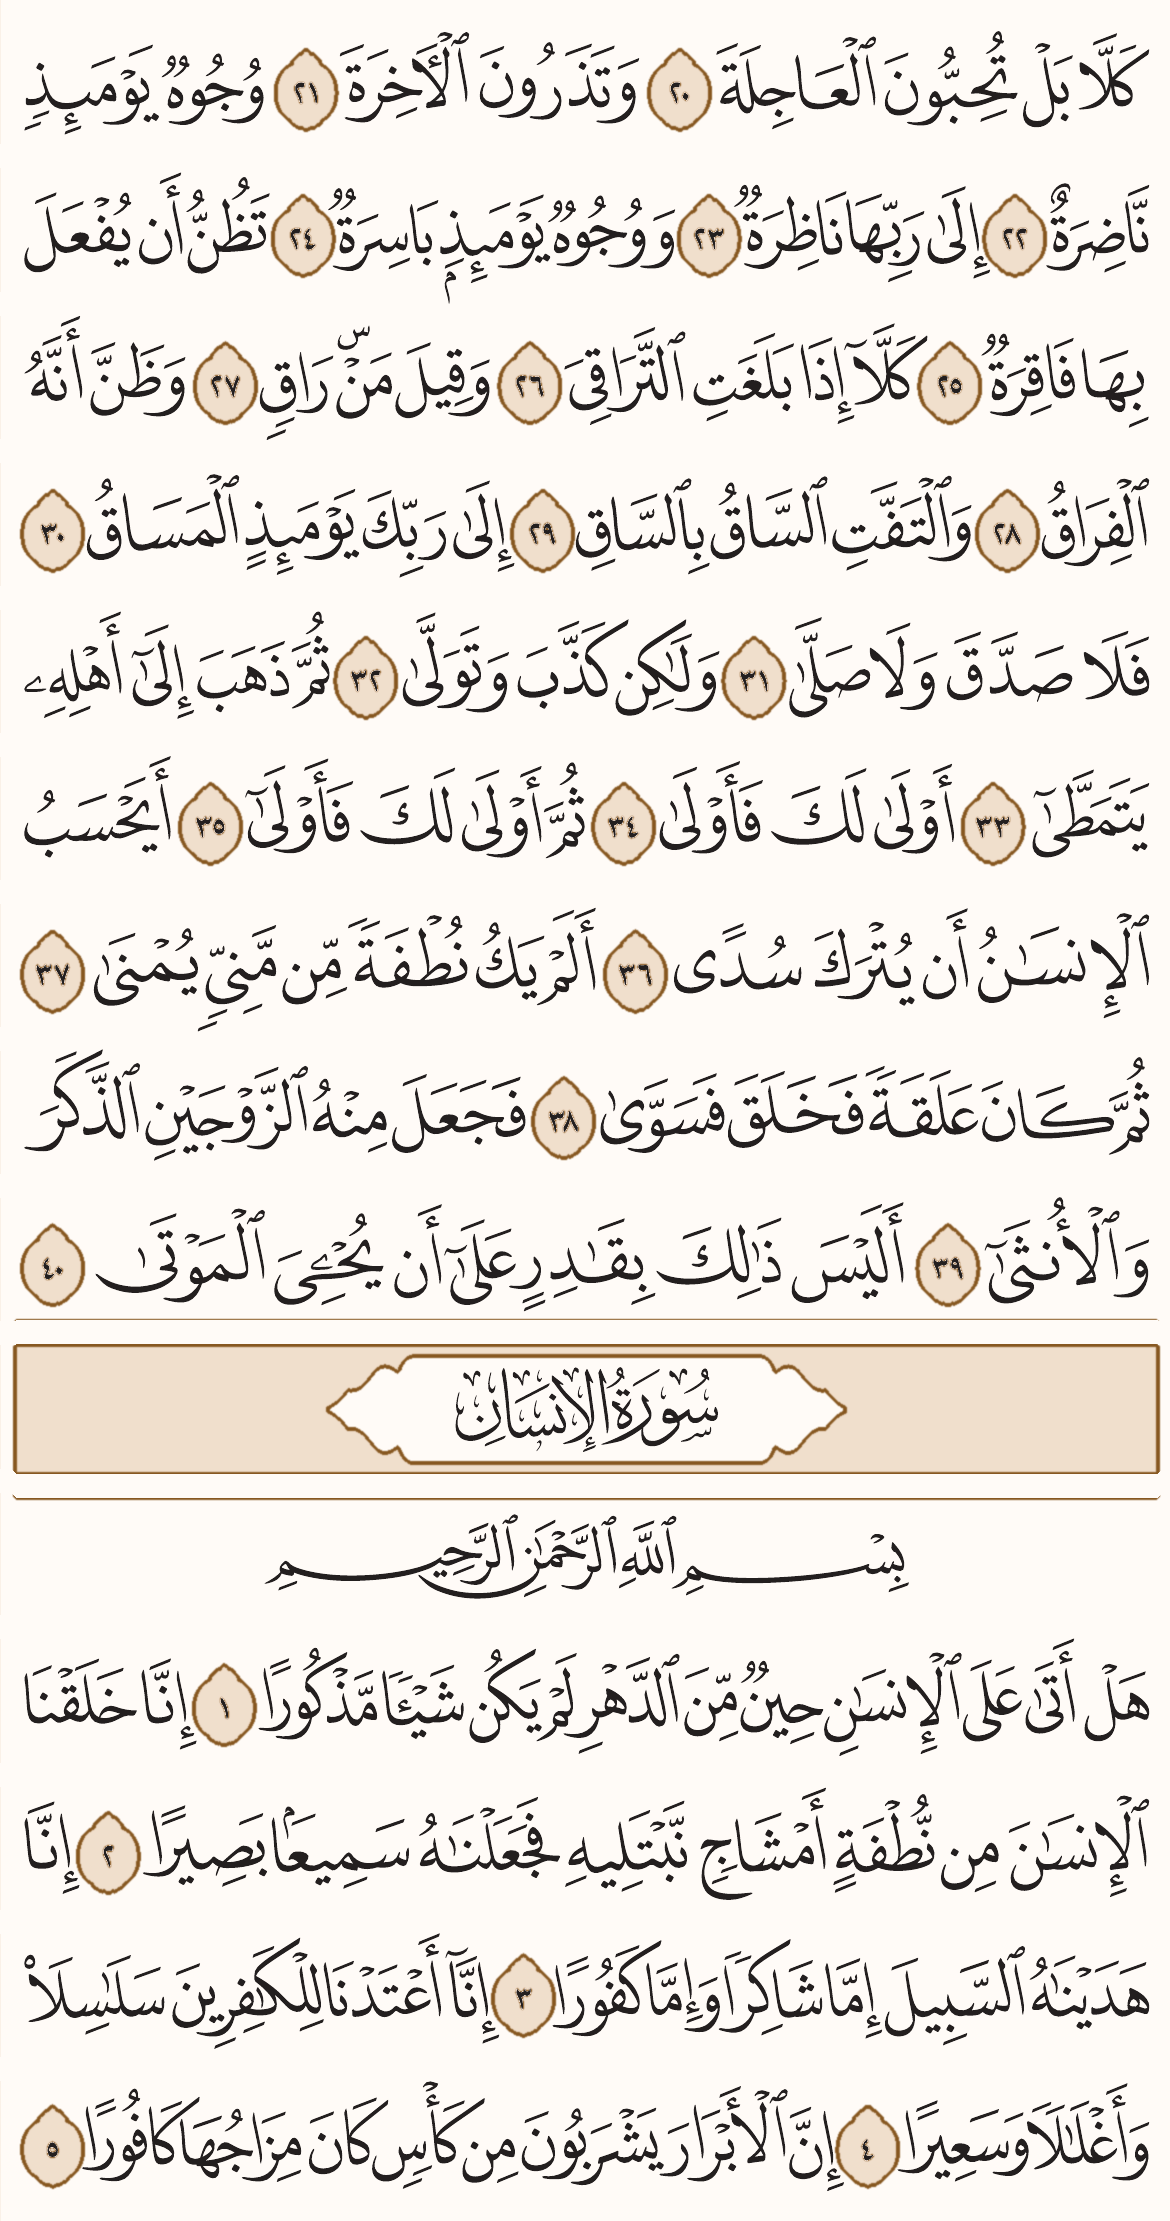 كَلَّا بَلۡ تُحِبُّونَ ٱلۡعَاجِلَةَ ٢٠ وَتَذَرُونَ ٱلۡأٓخِرَةَ ٢١ وُجُوهٞ يَوۡمَئِذٖ
نَّاضِرَةٌ ٢٢ إِلَىٰ رَبِّهَا نَاظِرَةٞ ٢٣ وَوُجُوهٞ يَوۡمَئِذِۭ بَاسِرَةٞ ٢٤ تَظُنُّ أَن يُفۡعَلَ
بِهَا فَاقِرَةٞ ٢٥ كَلَّآ إِذَا بَلَغَتِ ٱلتَّرَاقِيَ ٢٦ وَقِيلَ مَنۡۜ رَاقٖ ٢٧ وَظَنَّ أَنَّهُ
ٱلۡفِرَاقُ ٢٨ وَٱلۡتَفَّتِ ٱلسَّاقُ بِٱلسَّاقِ ٢٩ إِلَىٰ رَبِّكَ يَوۡمَئِذٍ ٱلۡمَسَاقُ ٣٠
فَلَا صَدَّقَ وَلَا صَلَّىٰ ٣١ وَلَٰكِن كَذَّبَ وَتَوَلَّىٰ ٣٢ ثُمَّ ذَهَبَ إِلَىٰٓ أَهۡلِهِۦ
يَتَمَطَّىٰٓ ٣٣ أَوۡلَىٰ لَكَ فَأَوۡلَىٰ ٣٤ ثُمَّ أَوۡلَىٰ لَكَ فَأَوۡلَىٰٓ ٣٥ أَيَحۡسَبُ
ٱلۡإِنسَٰنُ أَن يُتۡرَكَ سُدًى ٣٦ أَلَمۡ يَكُ نُطۡفَةٗ مِّن مَّنِيّٖ يُمۡنَىٰ ٣٧
ثُمَّ كَانَ عَلَقَةٗ فَخَلَقَ فَسَوَّىٰ ٣٨ فَجَعَلَ مِنۡهُ ٱلزَّوۡجَيۡنِ ٱلذَّكَرَ
وَٱلۡأُنثَىٰٓ ٣٩ أَلَيۡسَ ذَٰلِكَ بِقَٰدِرٍ عَلَىٰٓ أَن يُحۡـِۧيَ ٱلۡمَوۡتَىٰ ٤٠
سُورَةُ الإِنسَانِ
بِسۡمِ ٱللَّهِ ٱلرَّحۡمَٰنِ ٱلرَّحِيمِ
هَلۡ أَتَىٰ عَلَى ٱلۡإِنسَٰنِ حِينٞ مِّنَ ٱلدَّهۡرِ لَمۡ يَكُن شَيۡـٔٗا مَّذۡكُورًا ١ إِنَّا خَلَقۡنَا
ٱلۡإِنسَٰنَ مِن نُّطۡفَةٍ أَمۡشَاجٖ نَّبۡتَلِيهِ فَجَعَلۡنَٰهُ سَمِيعَۢا بَصِيرًا ٢ إِنَّا
هَدَيۡنَٰهُ ٱلسَّبِيلَ إِمَّا شَاكِرٗا وَإِمَّا كَفُورًا ٣ إِنَّآ أَعۡتَدۡنَا لِلۡكَٰفِرِينَ سَلَٰسِلَاْ
وَأَغۡلَٰلٗا وَسَعِيرًا ٤ إِنَّ ٱلۡأَبۡرَارَ يَشۡرَبُونَ مِن كَأۡسٖ كَانَ مِزَاجُهَا كَافُورًا ٥